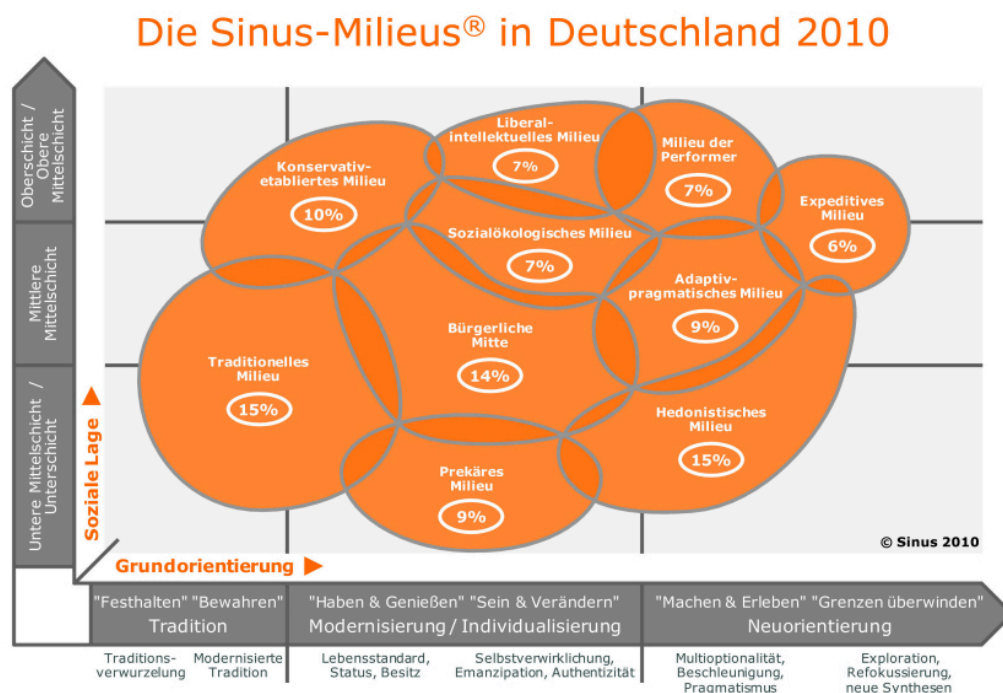 Die Sinus-Milieus® in Deutschland 2010
Oberschicht /
Obere
Mittelschicht
Mittlere
Mittelschicht
Untere Mittelschicht /
Unterschicht
Soziale Lage ▶
Konservativ-
etabliertes Milieu
10%
Liberal-
intellektuelles Milieu
7%
Milieu der
Performer
7%
Expeditives
Milieu
6%
Sozialökologisches Milieu
7%
Adaptiv-
pragmatisches Milieu
9%
Traditionelles
Milieu
15%
Bürgerliche
Mitte
14%
Hedonistisches
Milieu
15%
Prekäres
Milieu
9%
© Sinus 2010
Grundorientierung ▶
"Festhalten" "Bewahren"
Tradition
"Haben & Genießen" "Sein & Verändern"
Modernisierung / Individualisierung
"Machen & Erleben" "Grenzen überwinden"
Neuorientierung
Traditions-
verwurzelung
Modernisierte
Tradition
Lebensstandard,
Status, Besitz
Selbstverwirklichung,
Emanzipation, Authentizität
Multioptionalität,
Beschleunigung,
Pragmatismus
Exploration,
Refokussierung,
neue Synthesen